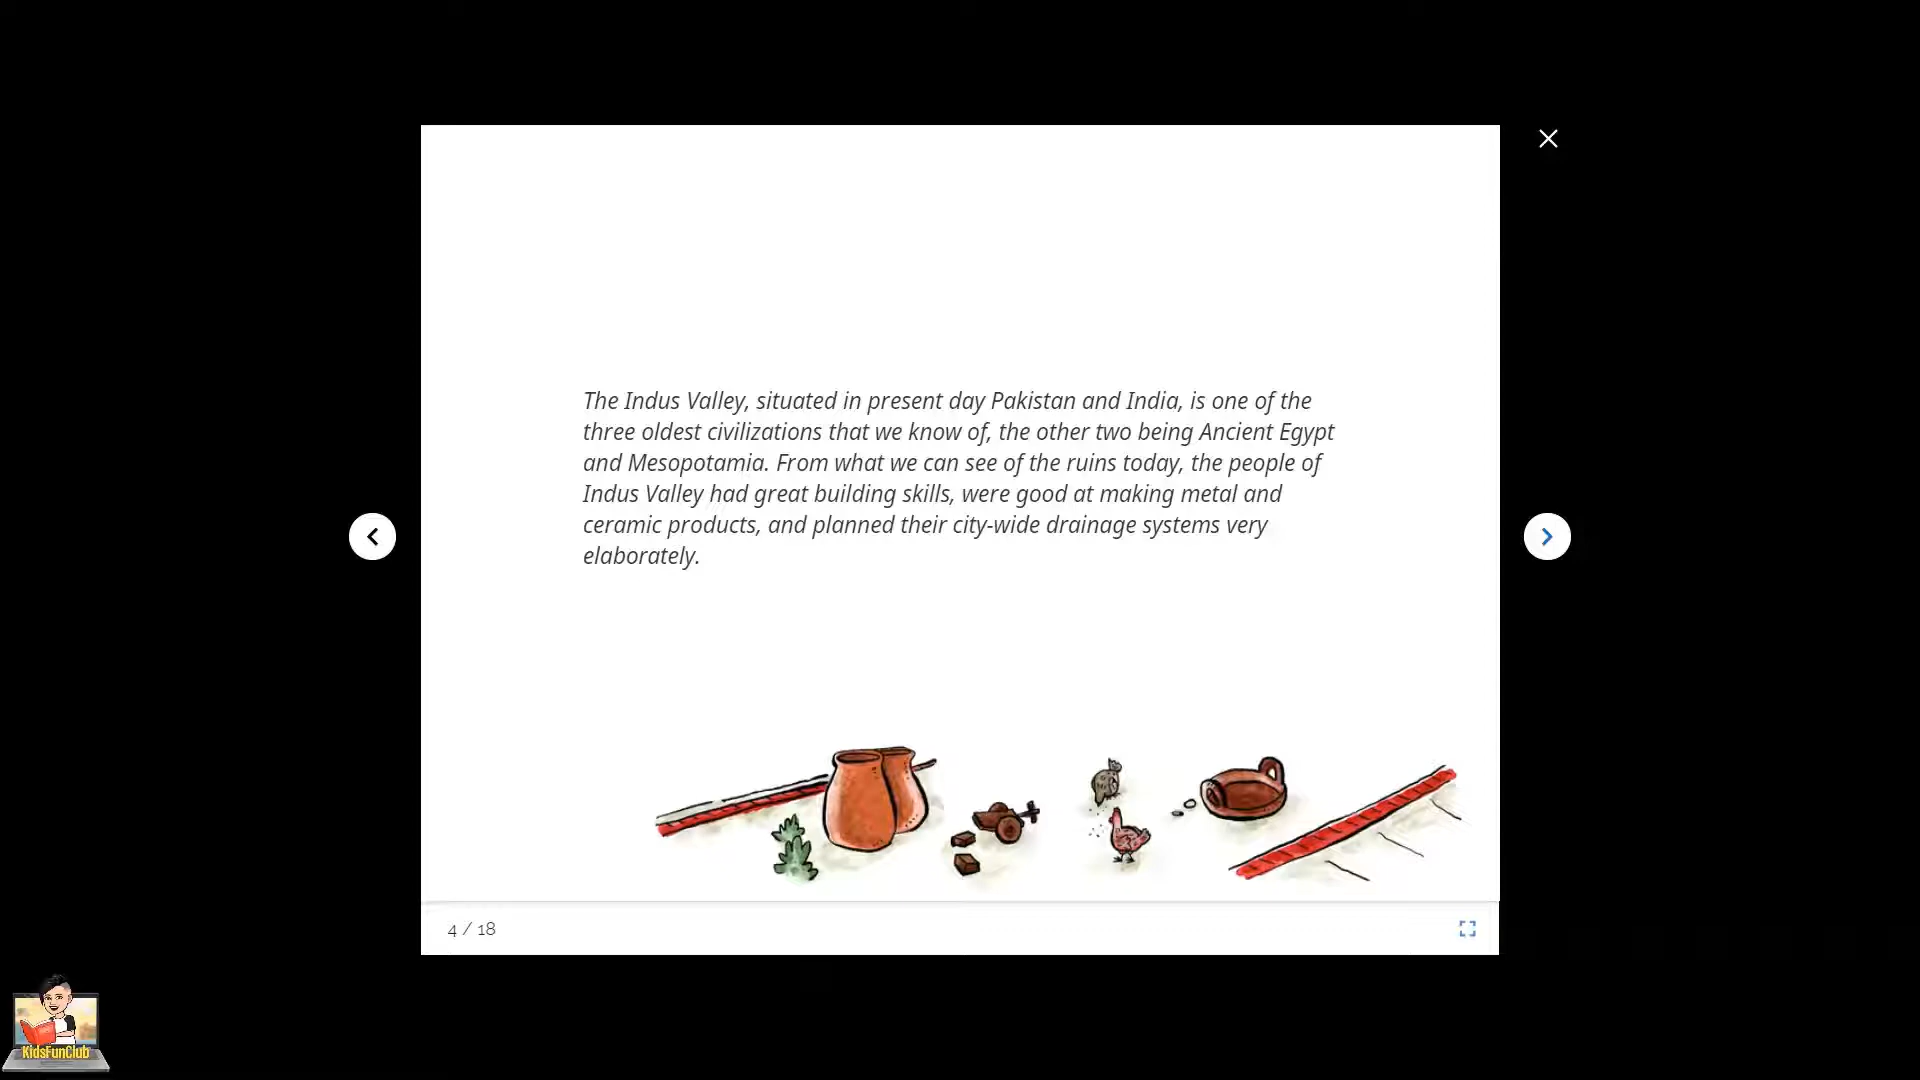 The Indus Valley, situated in present day Pakistan and India, is one of the
three oldest civilizations that we know of, the other two being Ancient Egypt
and Mesopotamia. From what we can see of the ruins today, the people of
Indus Valley had great building skills, were good at making metal and
ceramic products, and planned their city-wide drainage systems very
elaborately.
4 / 18
KidsFunClub